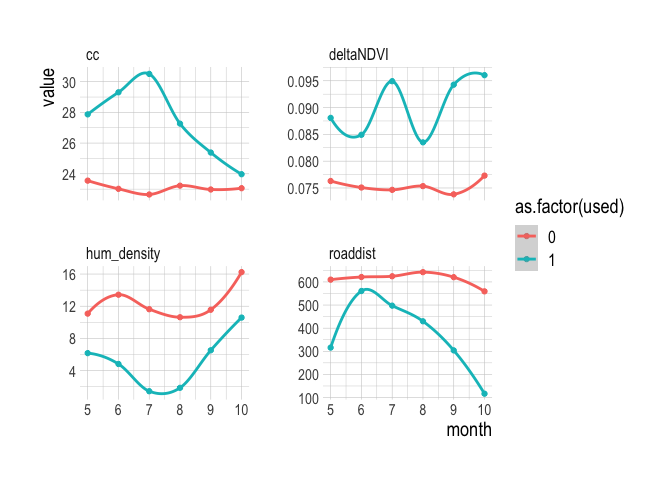 cc
deltaNDVI
value
30
28
26
24
0.095
0.090
0.085
0.080
0.075
as.factor(used)
0
1
hum_density
roaddist
16
12
8
4
600
500
400
300
200
100
5 6 7 8 9 10
5 6 7 8 9 10
month